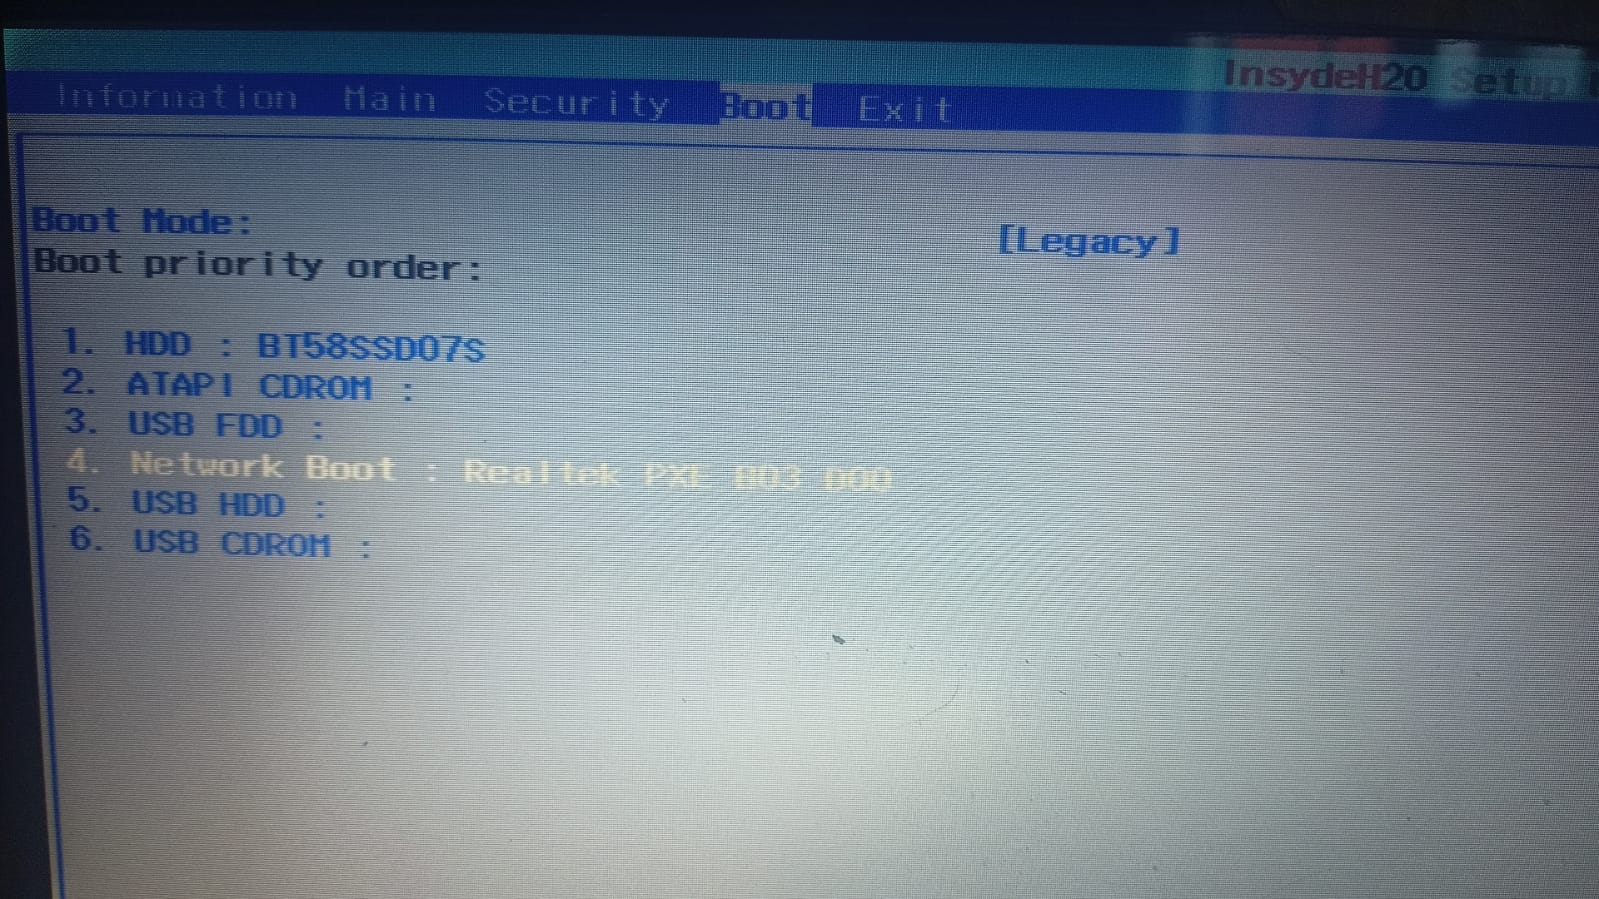 InsydeH20 Setup
Information Main Security Boot Exit
Boot Mode: [Legacy]
Boot priority order:
1. HDD : BT58SSD07S
2. ATAPI CDROM :
3. USB FDD :
4. Network Boot : Realtek PXE B03 D00
5. USB HDD :
6. USB CDROM :